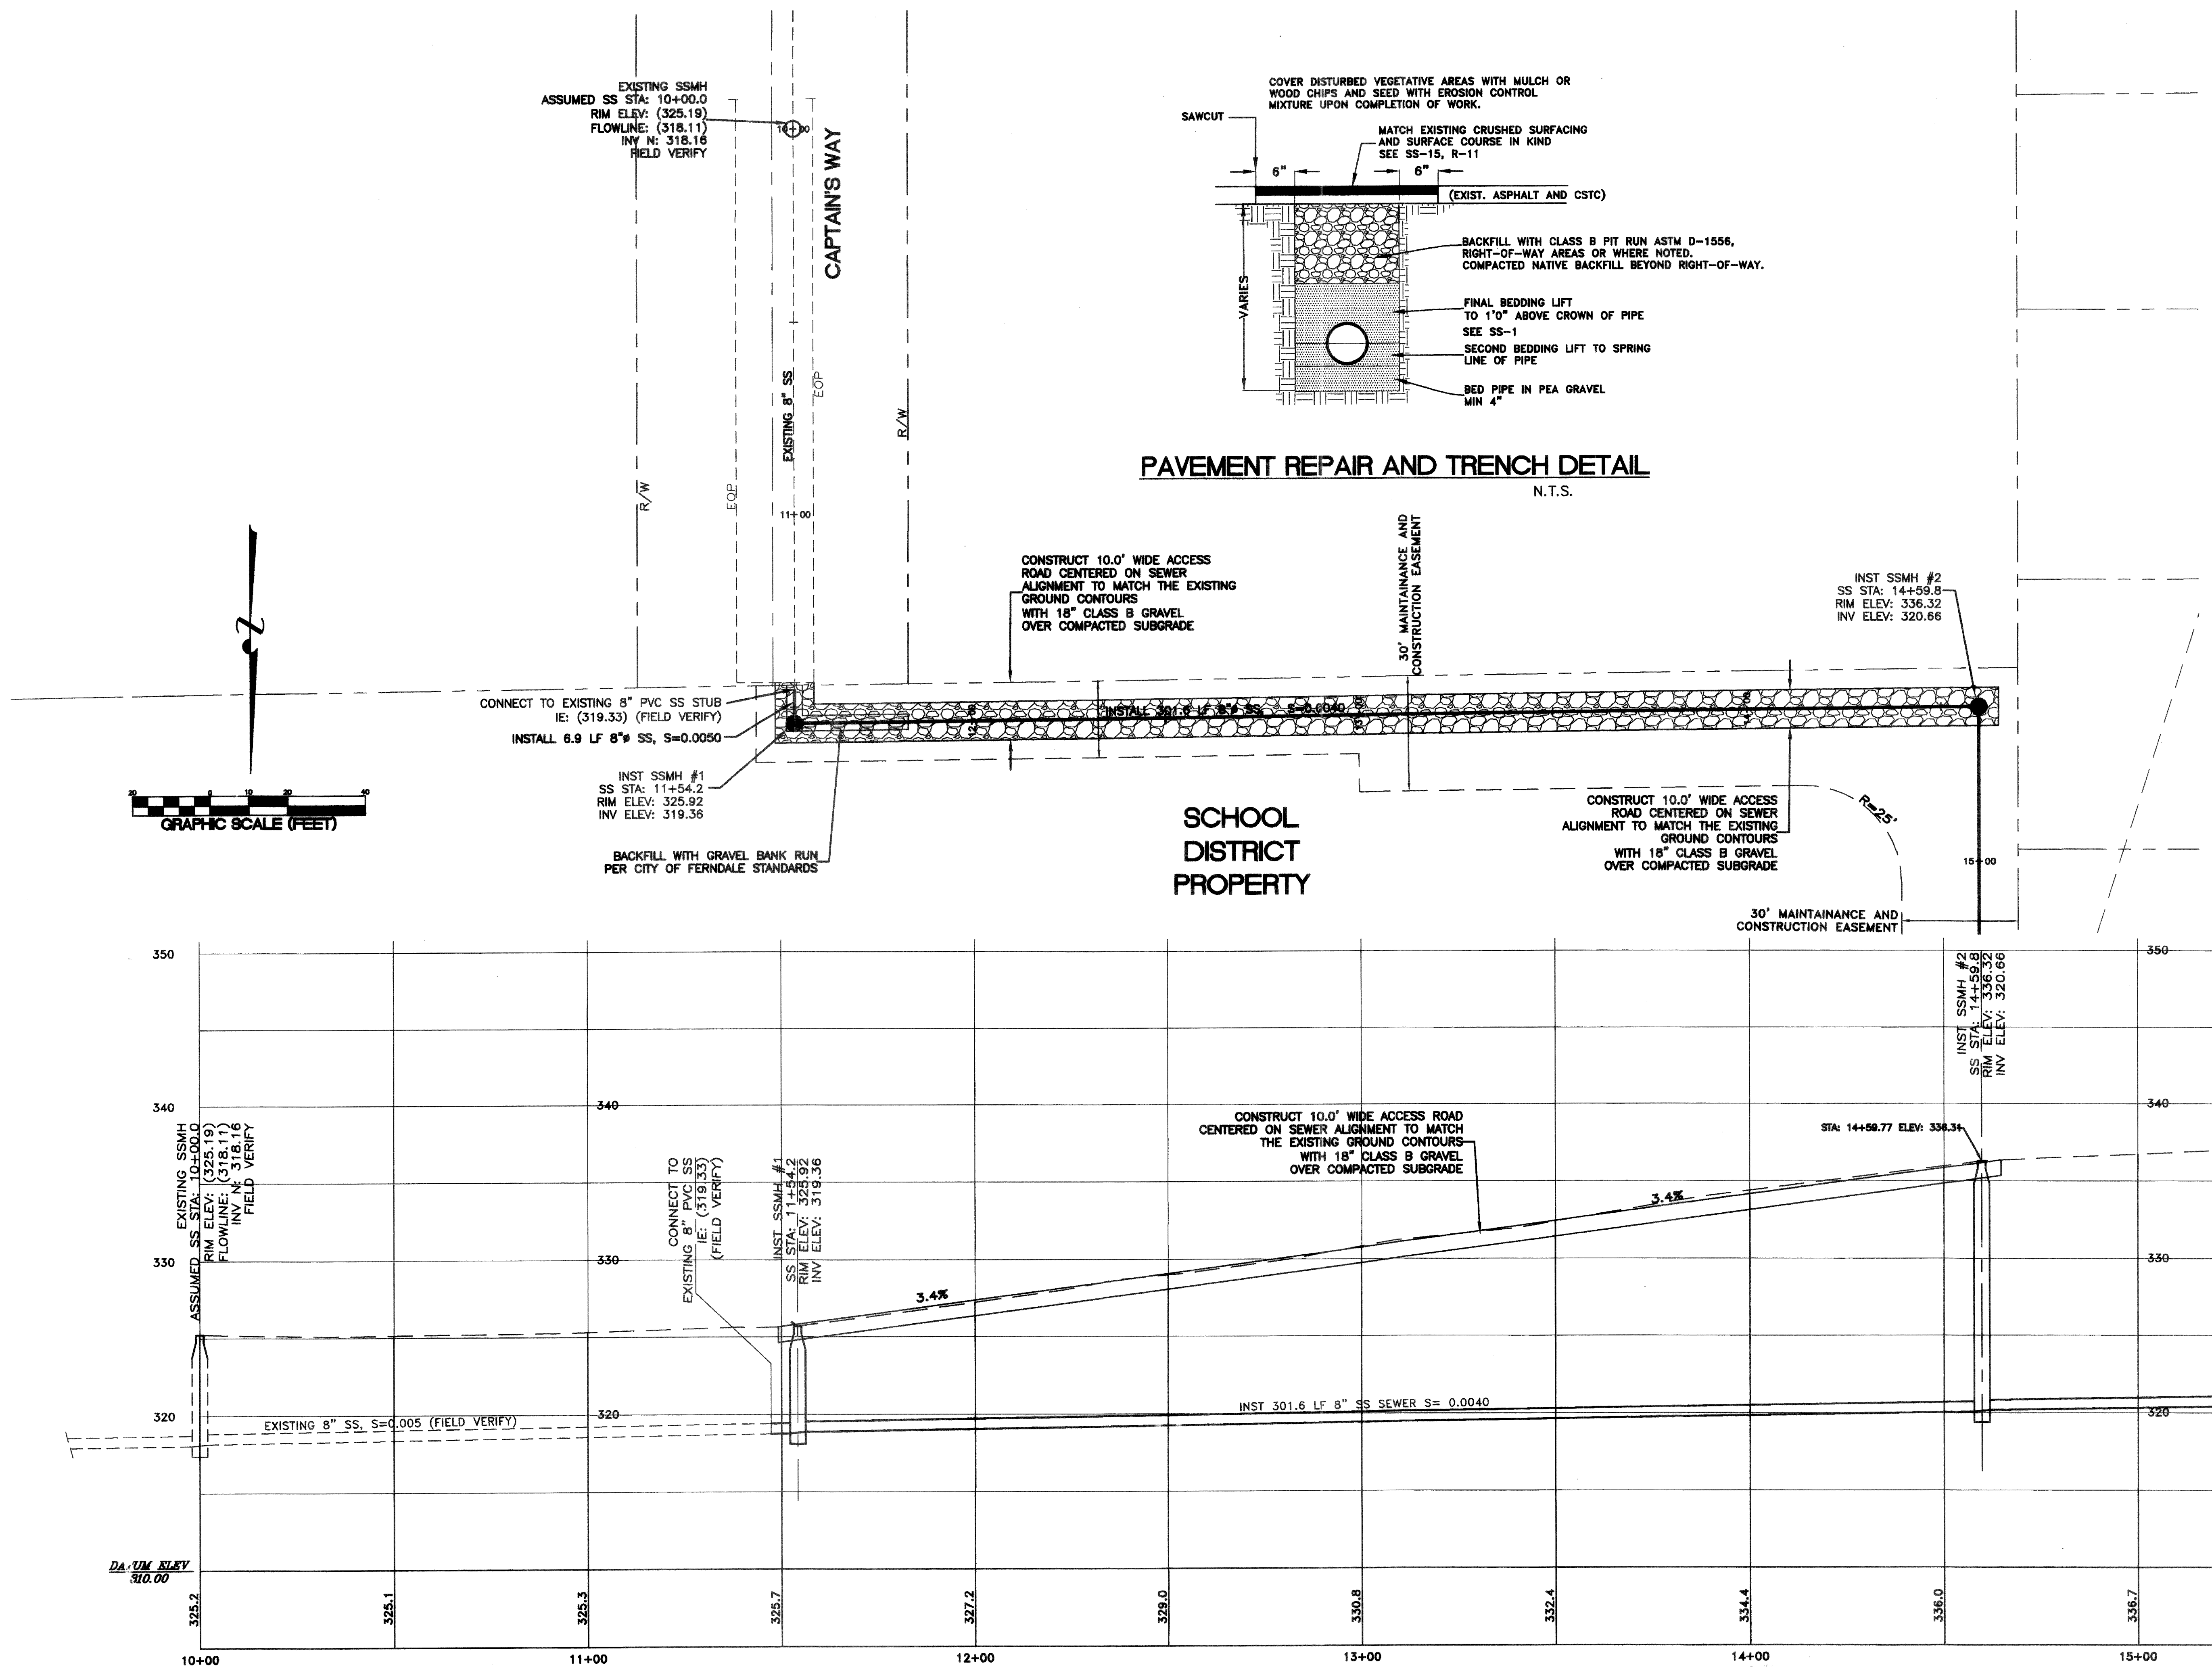 EXISTING SSMH
ASSUMED SS STA: 10+00.0
RIM ELEV: (325.19)
FLOWLINE: (318.11)
INV N: 318.16
FIELD VERIFY
10+00
CAPTAIN'S WAY
COVER DISTURBED VEGETATIVE AREAS WITH MULCH OR
WOOD CHIPS AND SEED WITH EROSION CONTROL
MIXTURE UPON COMPLETION OF WORK.
SAWCUT
MATCH EXISTING CRUSHED SURFACING
AND SURFACE COURSE IN KIND
SEE SS-15, R-11
6"
6"
(EXIST. ASPHALT AND CSTC)
BACKFILL WITH CLASS B PIT RUN ASTM D-1556,
RIGHT-OF-WAY AREAS OR WHERE NOTED.
COMPACTED NATIVE BACKFILL BEYOND RIGHT-OF-WAY.
VARIES
FINAL BEDDING LIFT
TO 1'0" ABOVE CROWN OF PIPE
SEE SS-1
SECOND BEDDING LIFT TO SPRING
LINE OF PIPE
BED PIPE IN PEA GRAVEL
MIN 4"
PAVEMENT REPAIR AND TRENCH DETAIL
N.T.S.
R/W
EOP
EXISTING 8" SS
EOP
R/W
11+00
CONSTRUCT 10.0' WIDE ACCESS
ROAD CENTERED ON SEWER
ALIGNMENT TO MATCH THE EXISTING
GROUND CONTOURS
WITH 18" CLASS B GRAVEL
OVER COMPACTED SUBGRADE
30' MAINTAINANCE AND
CONSTRUCTION EASEMENT
INST SSMH #2
SS STA: 14+59.8
RIM ELEV: 336.32
INV ELEV: 320.66
CONNECT TO EXISTING 8" PVC SS STUB
IE: (319.33) (FIELD VERIFY)
INSTALL 6.9 LF 8"ø SS, S=0.0050
12+00
INSTALL 301.6 LF 8"ø SS S=0.0040
13+00
14+00
INST SSMH #1
SS STA: 11+54.2
RIM ELEV: 325.92
INV ELEV: 319.36
BACKFILL WITH GRAVEL BANK RUN
PER CITY OF FERNDALE STANDARDS
20 0 10 20 40
GRAPHIC SCALE (FEET)
SCHOOL
DISTRICT
PROPERTY
CONSTRUCT 10.0' WIDE ACCESS
ROAD CENTERED ON SEWER
ALIGNMENT TO MATCH THE EXISTING
GROUND CONTOURS
WITH 18" CLASS B GRAVEL
OVER COMPACTED SUBGRADE
R=25'
15+00
30' MAINTAINANCE AND
CONSTRUCTION EASEMENT
350
350
INST SSMH #2
SS STA: 14+59.8
RIM ELEV: 336.32
INV ELEV: 320.66
340
340
340
EXISTING SSMH
ASSUMED SS STA: 10+00.0
RIM ELEV: (325.19)
FLOWLINE: (318.11)
INV N: 318.16
FIELD VERIFY
CONNECT TO
EXISTING 8" PVC SS
IE: (319.33)
(FIELD VERIFY)
INST SSMH #1
SS STA: 11+54.2
RIM ELEV: 325.92
INV ELEV: 319.36
CONSTRUCT 10.0' WIDE ACCESS ROAD
CENTERED ON SEWER ALIGNMENT TO MATCH
THE EXISTING GROUND CONTOURS
WITH 18" CLASS B GRAVEL
OVER COMPACTED SUBGRADE
STA: 14+59.77 ELEV: 336.34
3.4%
3.4%
330
330
330
320
EXISTING 8" SS, S=0.005 (FIELD VERIFY)
320
INST 301.6 LF 8" SS SEWER S= 0.0040
320
DATUM ELEV
310.00
325.2
325.1
325.3
325.7
327.2
329.0
330.8
332.4
334.4
336.0
336.7
10+00
11+00
12+00
13+00
14+00
15+00